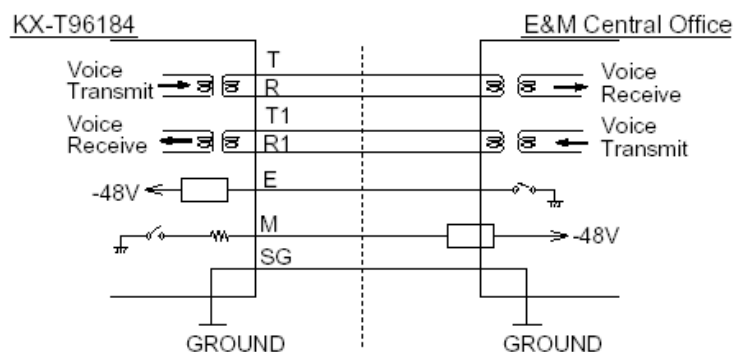 KX-T96184
E&M Central Office
T
Voice
Transmit
R
Voice
Receive
T1
Voice
Receive
R1
Voice
Transmit
E
-48V
M
-48V
SG
GROUND
GROUND